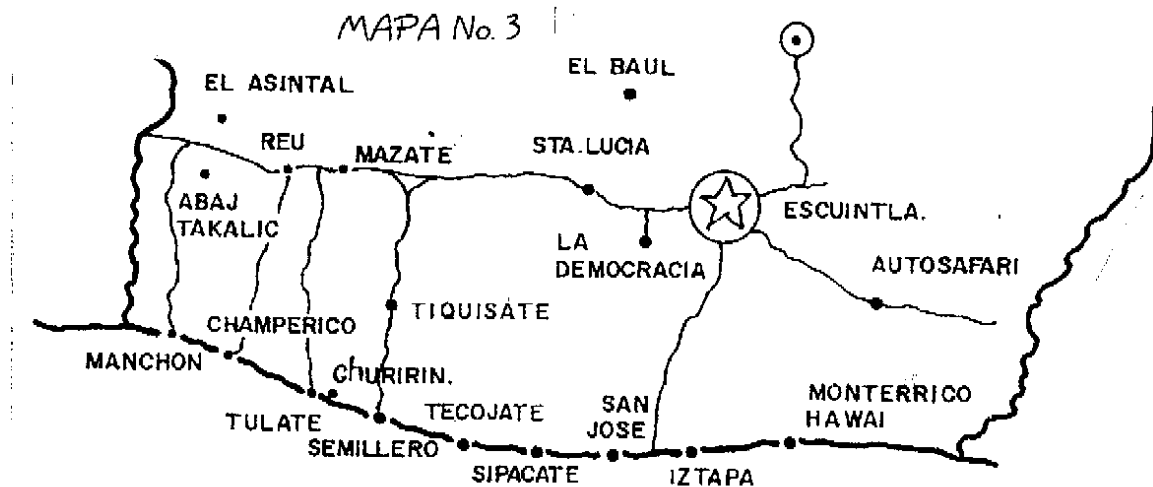 MAPA No. 3
EL BAUL
EL ASINTAL
REU
MAZATE
STA. LUCIA
ABAJ
TAKALIC
ESCUINTLA.
LA
DEMOCRACIA
AUTOSAFARI
TIQUISATE
CHAMPERICO
MANCHON
ChURIRIN.
TULATE
TECOJATE
SAN
JOSE
MONTERRICO
HAWAI
SEMILLERO
SIPACATE
IZTAPA